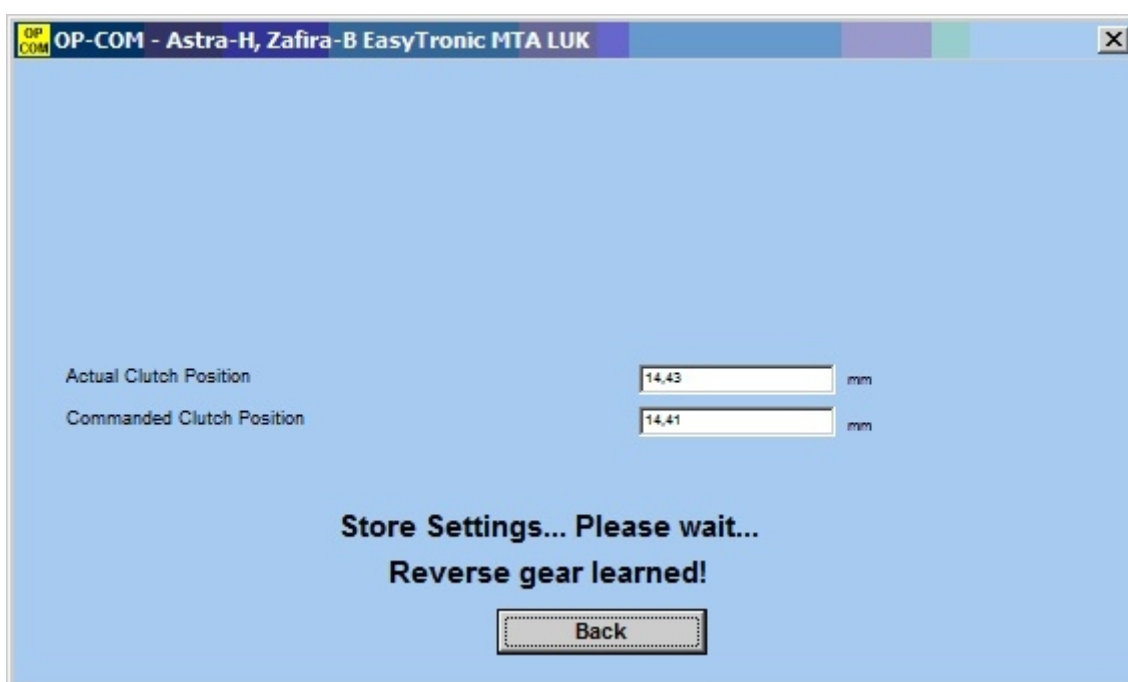 OP COM OP-COM - Astra-H, Zafira-B EasyTronic MTA LUK
Actual Clutch Position 14,43 mm
Commanded Clutch Position 14,41 mm
Store Settings... Please wait...
Reverse gear learned!
Back